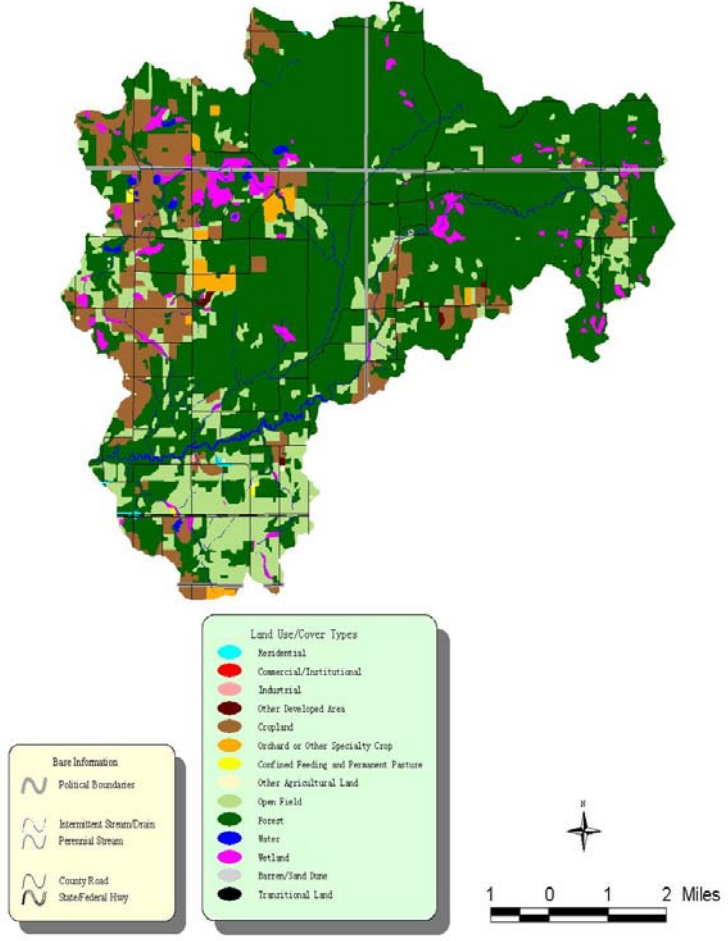 Land Use/Cover Types
Residential
Commercial/Institutional
Industrial
Other Developed Area
Cropland
Orchard or Other Specialty Crop
Confined Feeding and Permanent Pasture
Other Agricultural Land
Open Field
Forest
Water
Wetland
Barren/Sand Dune
Transitional Land
Base Information
Political Boundaries
Intermittent Stream/Drain
Perennial Stream
County Road
State/Federal Hwy
N
1 0 1 2 Miles